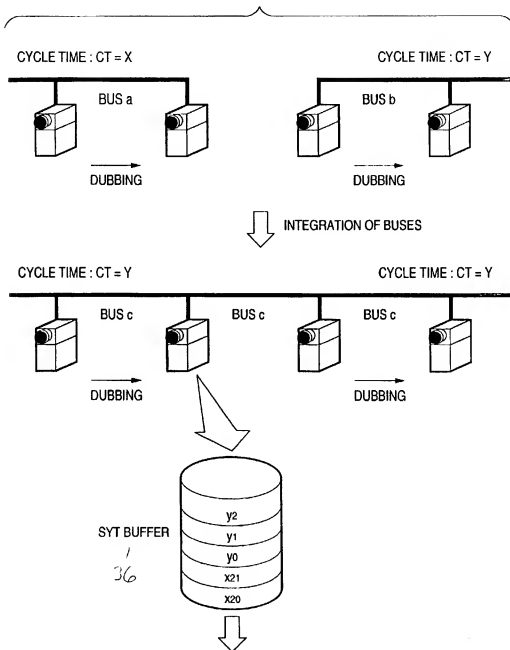 CYCLE TIME : CT = X
CYCLE TIME : CT = Y
BUS a
BUS b
DUBBING
DUBBING
INTEGRATION OF BUSES
CYCLE TIME : CT = Y
CYCLE TIME : CT = Y
BUS c
BUS c
BUS c
DUBBING
DUBBING
SYT BUFFER
36
y2
y1
y0
x21
x20